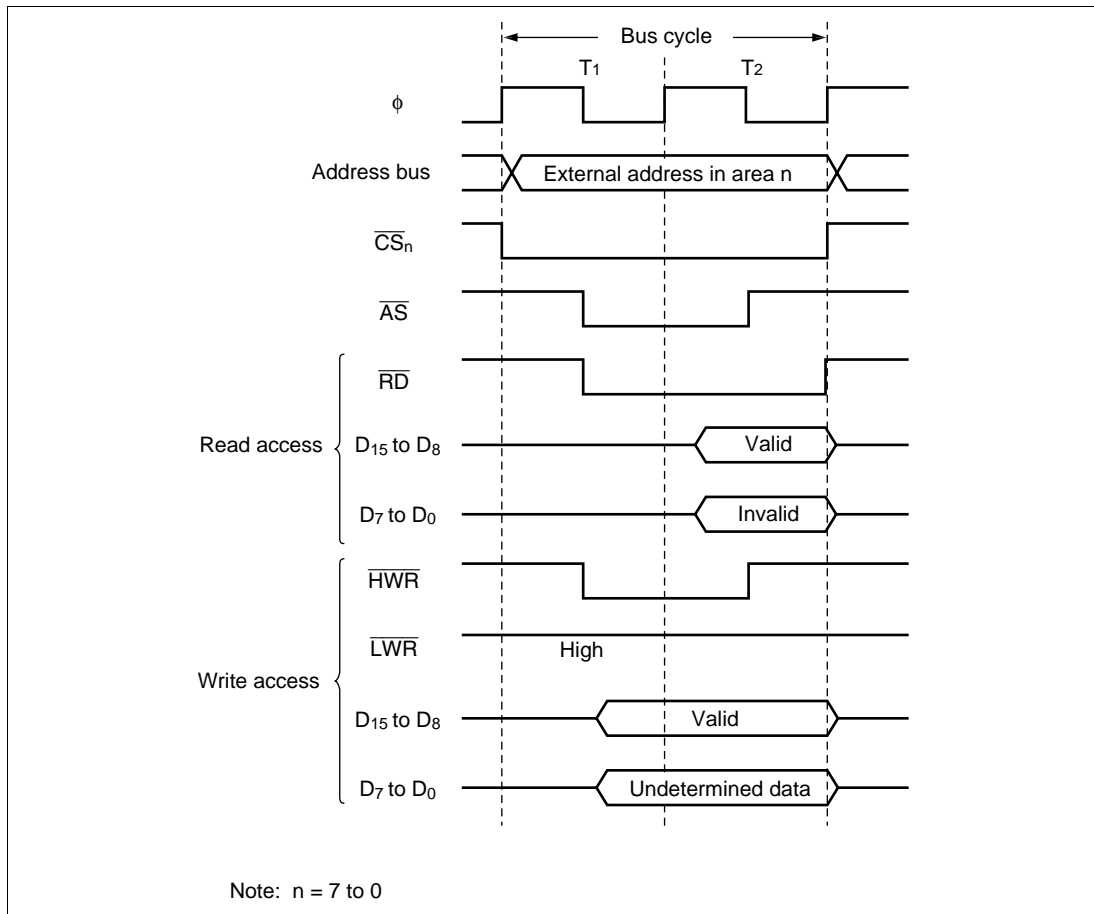 Bus cycle
T1 T2
ϕ
Address bus External address in area n
CSn
AS
RD
Read access D15 to D8 Valid
D7 to D0 Invalid
HWR
LWR High
Write access D15 to D8 Valid
D7 to D0 Undetermined data
Note: n = 7 to 0